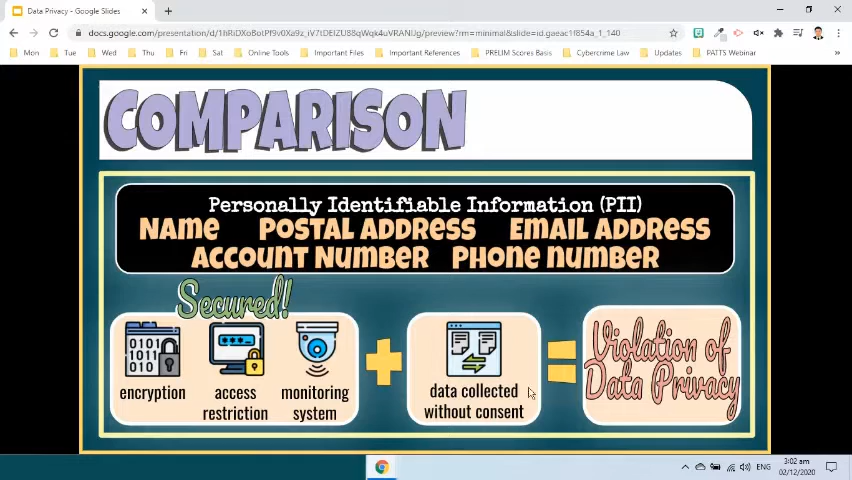 Data Privacy - Google Slides
docs.google.com/presentation/d/1hRiDXoBotPf9v0Xa9z_iV7tDEIZU88qWqk4uVRANIJg/preview?rm=minimal&slide=id.gaeac1f854a_1_140
Mon Tue Wed Thu Fri Sat Online Tools Important Files Important References PRELIM Scores Basis Cybercrime Law Updates PATTS Webinar
COMPARISON
Personally Identifiable Information (PII)
Name Postal address Email Address
Account Number Phone number
Secured!
1010
1011
encryption
access
restriction
monitoring
system
data collected
without consent
Violation of
Data Privacy
ENG
3:02 am
02/12/2020